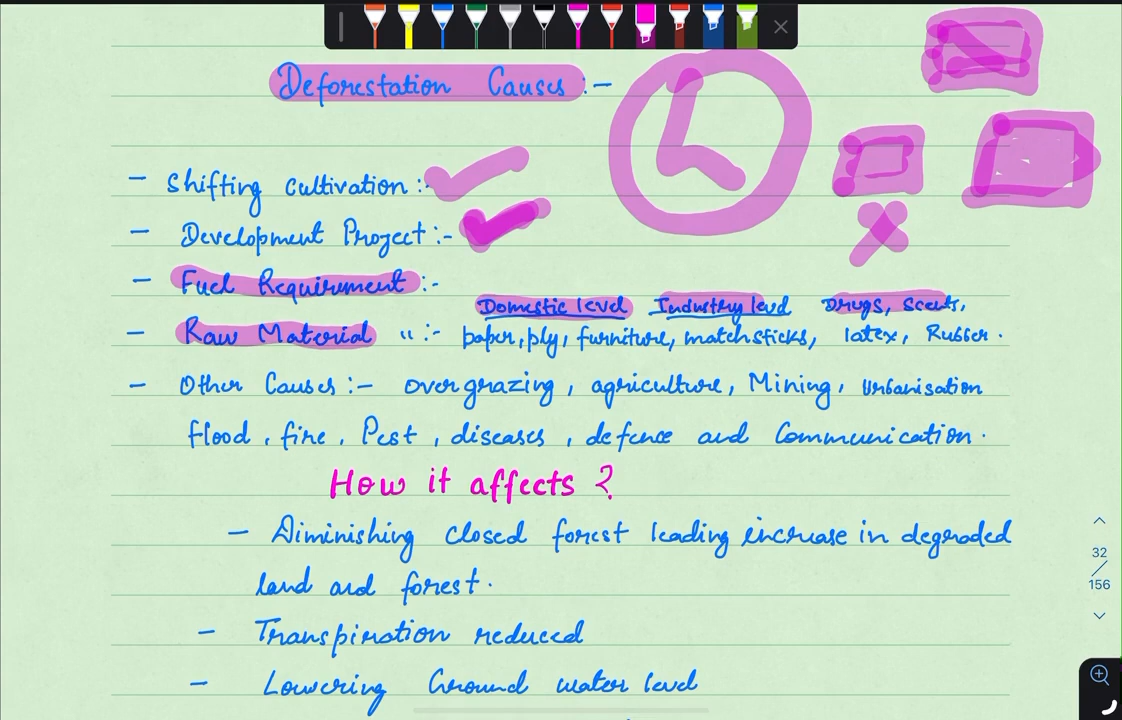 Deforestation Causes :-
- Shifting Cultivation :-
- Development Project :-
- Fuel Requirement :-
Domestic level Industry level Drugs, Scents,
- Raw Material " :- paper, ply, furniture, matchsticks, latex, Rubber.
- Other Causes :- overgrazing, agriculture, Mining, Urbanisation
flood, fire, Pest, diseases, defence and Communication.
How it affects ?
- Diminishing closed forest leading increase in degraded
land and forest.
- Transpiration reduced
- Lowering Ground water level
32
/
156